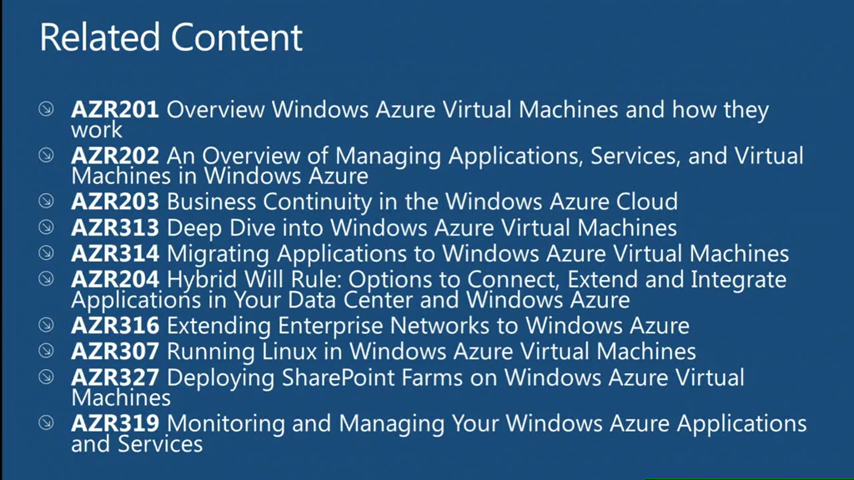 Related Content
AZR201 Overview Windows Azure Virtual Machines and how they
work
AZR202 An Overview of Managing Applications, Services, and Virtual
Machines in Windows Azure
AZR203 Business Continuity in the Windows Azure Cloud
AZR313 Deep Dive into Windows Azure Virtual Machines
AZR314 Migrating Applications to Windows Azure Virtual Machines
AZR204 Hybrid Will Rule: Options to Connect, Extend and Integrate
Applications in Your Data Center and Windows Azure
AZR316 Extending Enterprise Networks to Windows Azure
AZR307 Running Linux in Windows Azure Virtual Machines
AZR327 Deploying SharePoint Farms on Windows Azure Virtual
Machines
AZR319 Monitoring and Managing Your Windows Azure Applications
and Services